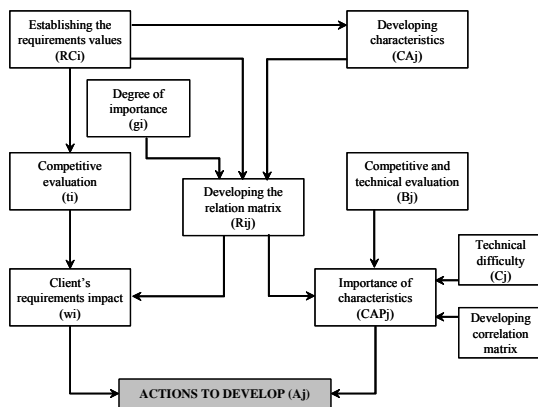 Establishing the
requirements values
(RCi)
Developing
characteristics
(CAj)
Degree of
importance
(gi)
Competitive
evaluation
(ti)
Developing the
relation matrix
(Rij)
Competitive and
technical evaluation
(Bj)
Technical
difficulty
(Cj)
Client's
requirements impact
(wi)
Importance of
characteristics
(CAPj)
Developing
correlation
matrix
ACTIONS TO DEVELOP (Aj)